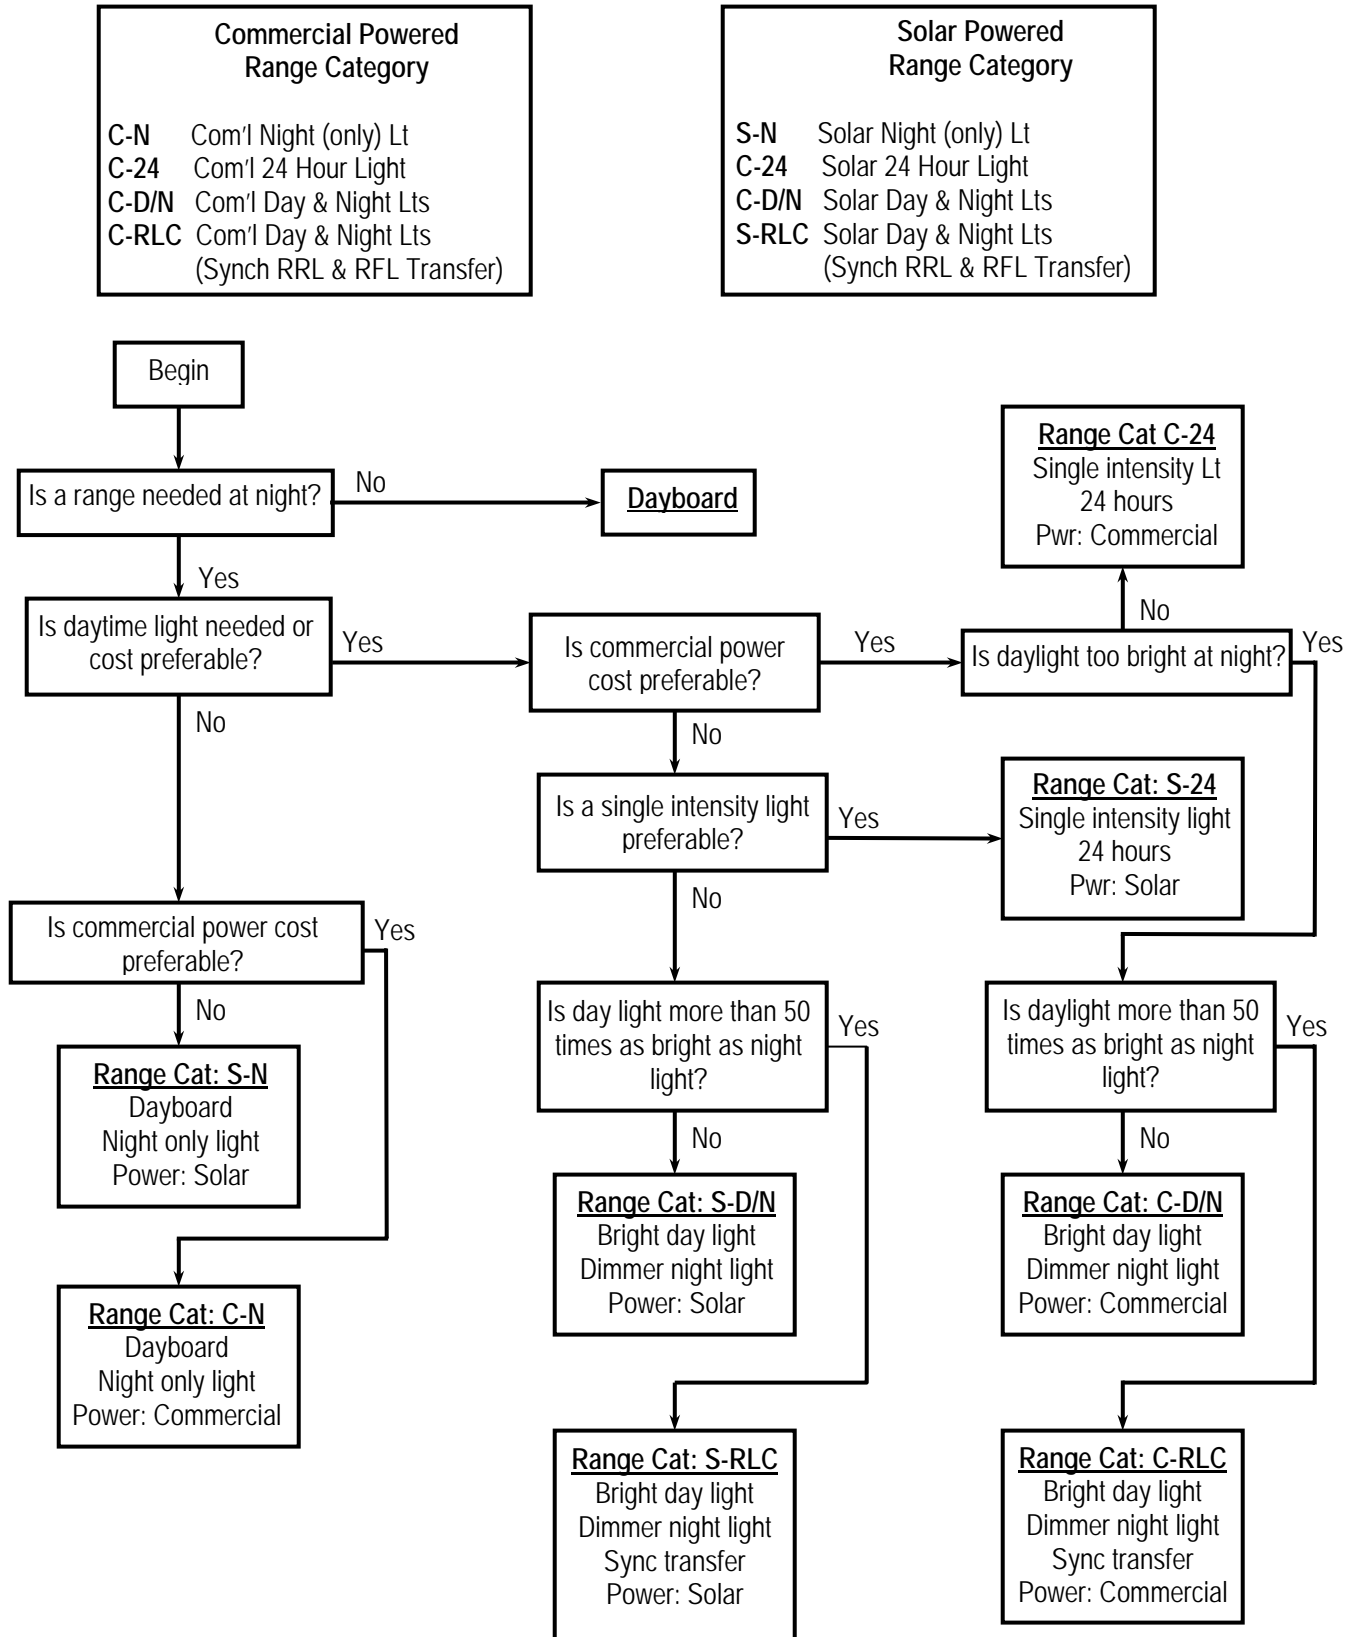 Commercial Powered
Range Category
C-N Com'l Night (only) Lt
C-24 Com'l 24 Hour Light
C-D/N Com'l Day & Night Lts
C-RLC Com'l Day & Night Lts
(Synch RRL & RFL Transfer)
Solar Powered
Range Category
S-N Solar Night (only) Lt
C-24 Solar 24 Hour Light
C-D/N Solar Day & Night Lts
S-RLC Solar Day & Night Lts
(Synch RRL & RFL Transfer)
Begin
Is a range needed at night?
No
Dayboard
Yes
Is daytime light needed or
cost preferable?
Yes
Is commercial power
cost preferable?
Yes
Is daylight too bright at night?
No
Range Cat C-24
Single intensity Lt
24 hours
Pwr: Commercial
Yes
No
No
Is a single intensity light
preferable?
Yes
Range Cat: S-24
Single intensity light
24 hours
Pwr: Solar
No
Is commercial power cost
preferable?
Yes
No
Range Cat: S-N
Dayboard
Night only light
Power: Solar
Range Cat: C-N
Dayboard
Night only light
Power: Commercial
Is day light more than 50
times as bright as night
light?
Yes
No
Range Cat: S-D/N
Bright day light
Dimmer night light
Power: Solar
Range Cat: S-RLC
Bright day light
Dimmer night light
Sync transfer
Power: Solar
Is daylight more than 50
times as bright as night
light?
Yes
No
Range Cat: C-D/N
Bright day light
Dimmer night light
Power: Commercial
Range Cat: C-RLC
Bright day light
Dimmer night light
Sync transfer
Power: Commercial